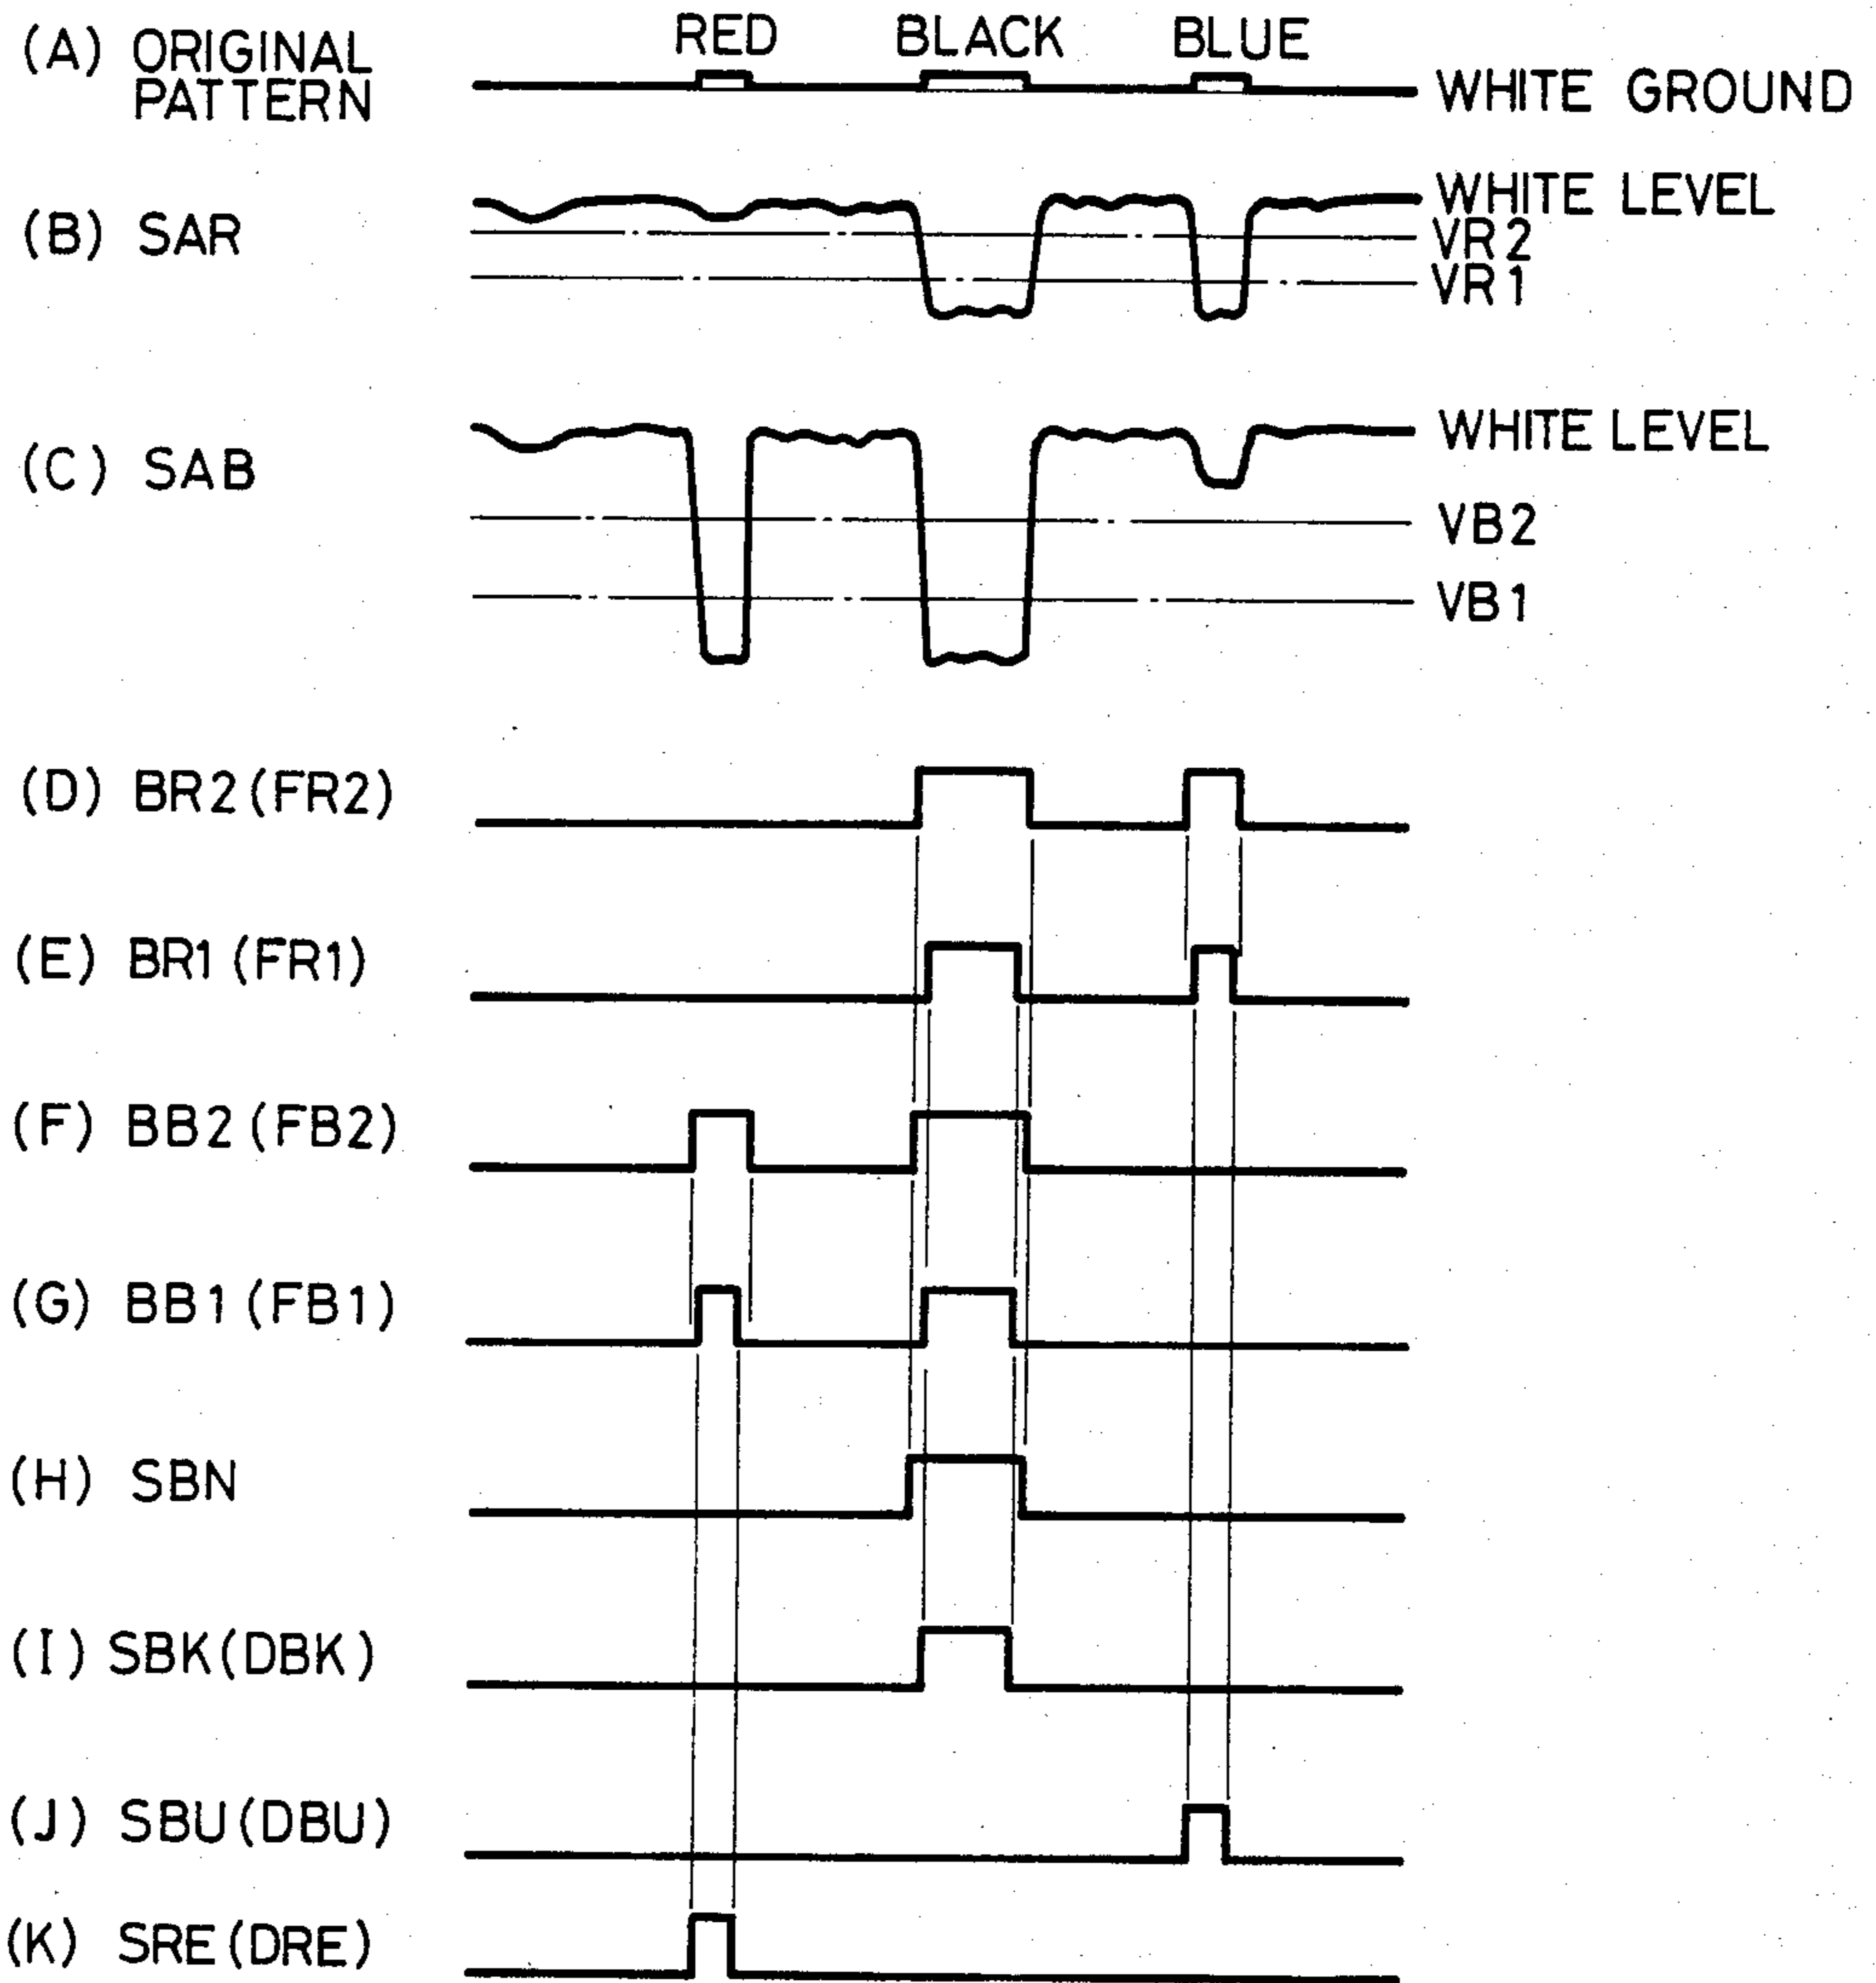 (A) ORIGINAL PATTERN
RED BLACK BLUE
WHITE GROUND
(B) SAR
WHITE LEVEL
VR2
VR1
(C) SAB
WHITE LEVEL
VB2
VB1
(D) BR2(FR2)
(E) BR1(FR1)
(F) BB2(FB2)
(G) BB1(FB1)
(H) SBN
(I) SBK(DBK)
(J) SBU(DBU)
(K) SRE(DRE)